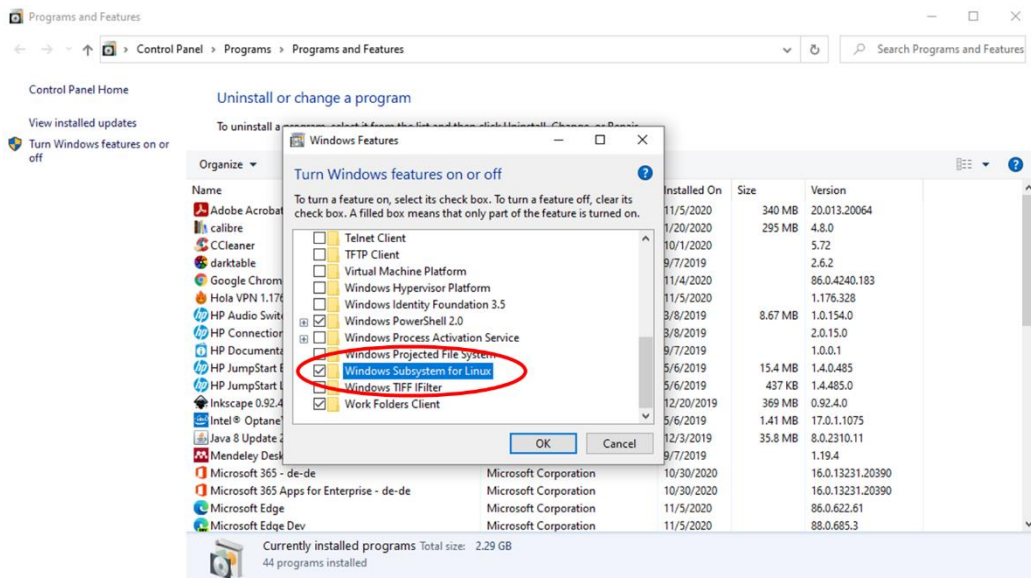 Programs and Features
Control Panel > Programs > Programs and Features
Search Programs and Features
Control Panel Home
View installed updates
Turn Windows features on or
off
Uninstall or change a program
To uninstall a program, select it from the list and then click Uninstall, Change, or Repair.
Organize
Name Installed On Size Version
Adobe Acrobat 11/5/2020 340 MB 20.013.20064
calibre 1/20/2020 295 MB 4.8.0
CCleaner 10/1/2020 5.72
darktable 9/7/2019 2.6.2
Google Chrom 11/4/2020 86.0.4240.183
Hola VPN 1.176 11/5/2020 1.176.328
HP Audio Swit 3/8/2019 8.67 MB 1.0.154.0
HP Connection 3/8/2019 2.0.15.0
HP Documenta 9/7/2019 1.0.0.1
HP JumpStart B 5/6/2019 15.4 MB 1.4.0.485
HP JumpStart L 5/6/2019 437 KB 1.4.485.0
Inkscape 0.92.4 12/20/2019 369 MB 0.92.4.0
Intel® Optane 5/6/2019 1.41 MB 17.0.1.1075
Java 8 Update 2 12/3/2019 35.8 MB 8.0.2310.11
Mendeley Desk 9/7/2019 1.19.4
Microsoft 365 - de-de Microsoft Corporation 10/30/2020 16.0.13231.20390
Microsoft 365 Apps for Enterprise - de-de Microsoft Corporation 10/30/2020 16.0.13231.20390
Microsoft Edge Microsoft Corporation 11/5/2020 86.0.622.61
Microsoft Edge Dev Microsoft Corporation 11/5/2020 88.0.685.3
Currently installed programs Total size: 2.29 GB
44 programs installed
Windows Features
Turn Windows features on or off
To turn a feature on, select its check box. To turn a feature off, clear its
check box. A filled box means that only part of the feature is turned on.
Telnet Client
TFTP Client
Virtual Machine Platform
Windows Hypervisor Platform
Windows Identity Foundation 3.5
Windows PowerShell 2.0
Windows Process Activation Service
Windows Projected File System
Windows Subsystem for Linux
Windows TIFF IFilter
Work Folders Client
OK Cancel